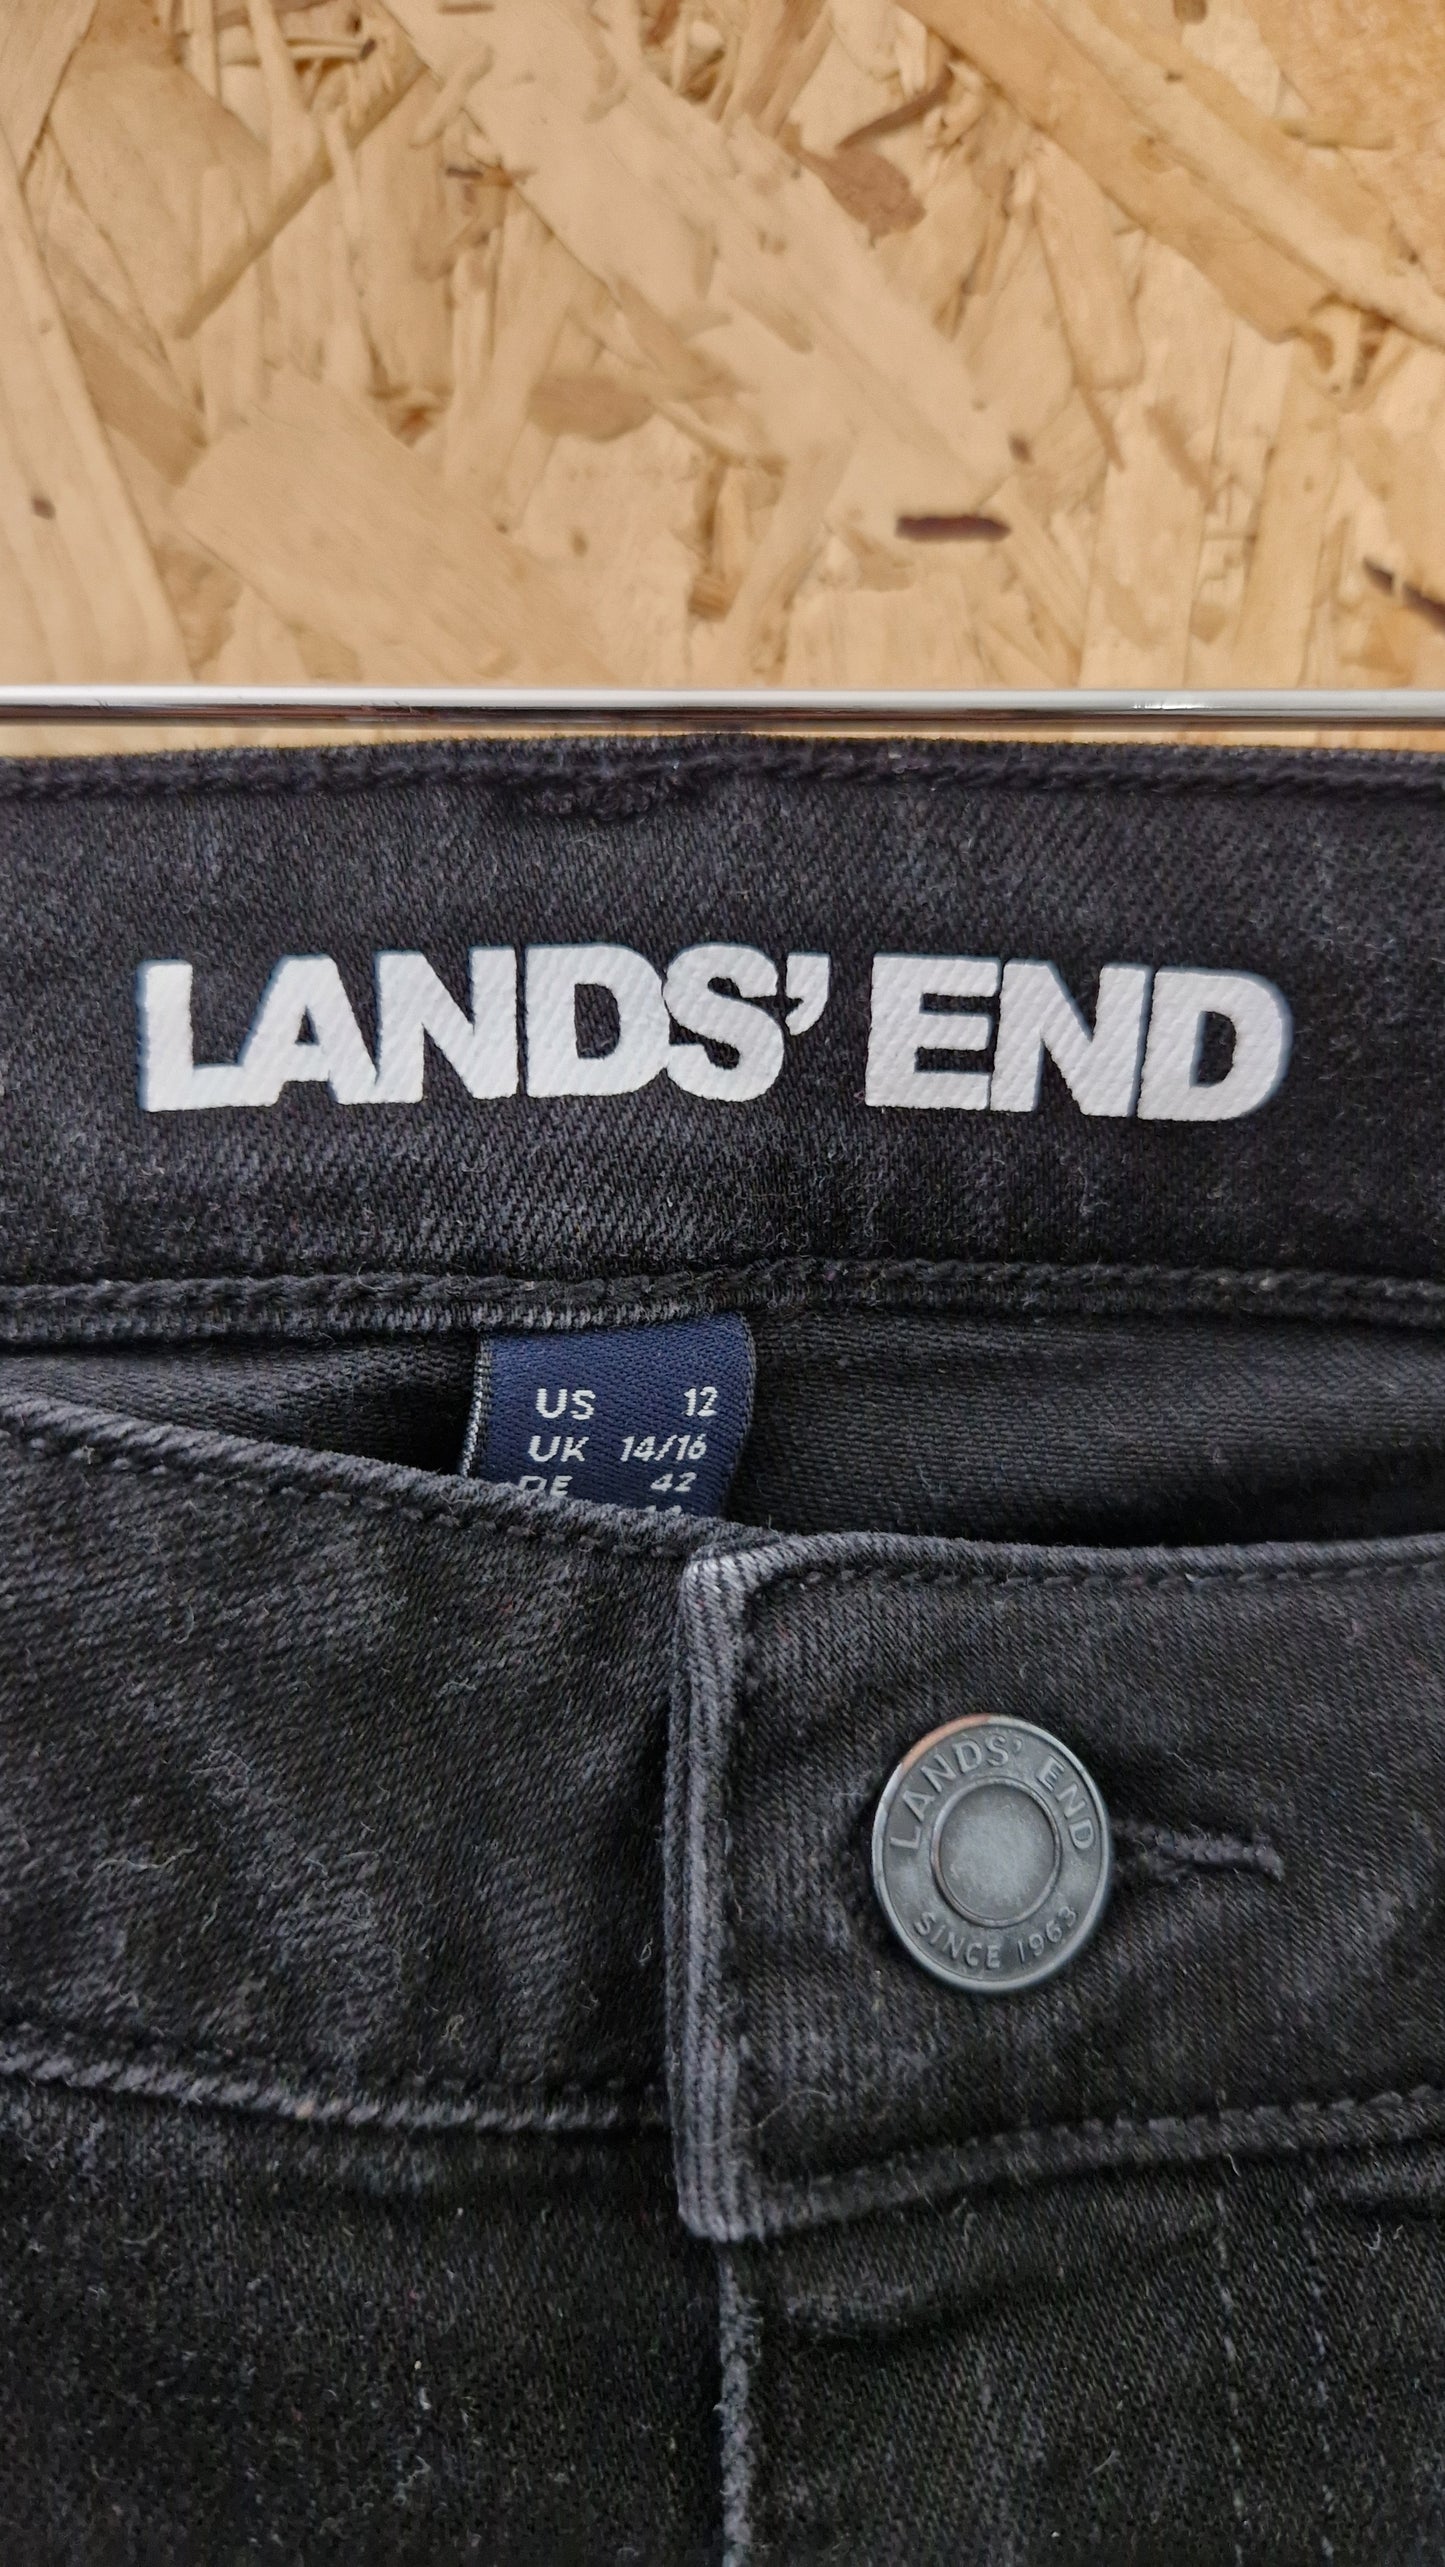 LANDS' END
US 12
UK 14/16
DE 42
LANDS' END
SINCE 1963